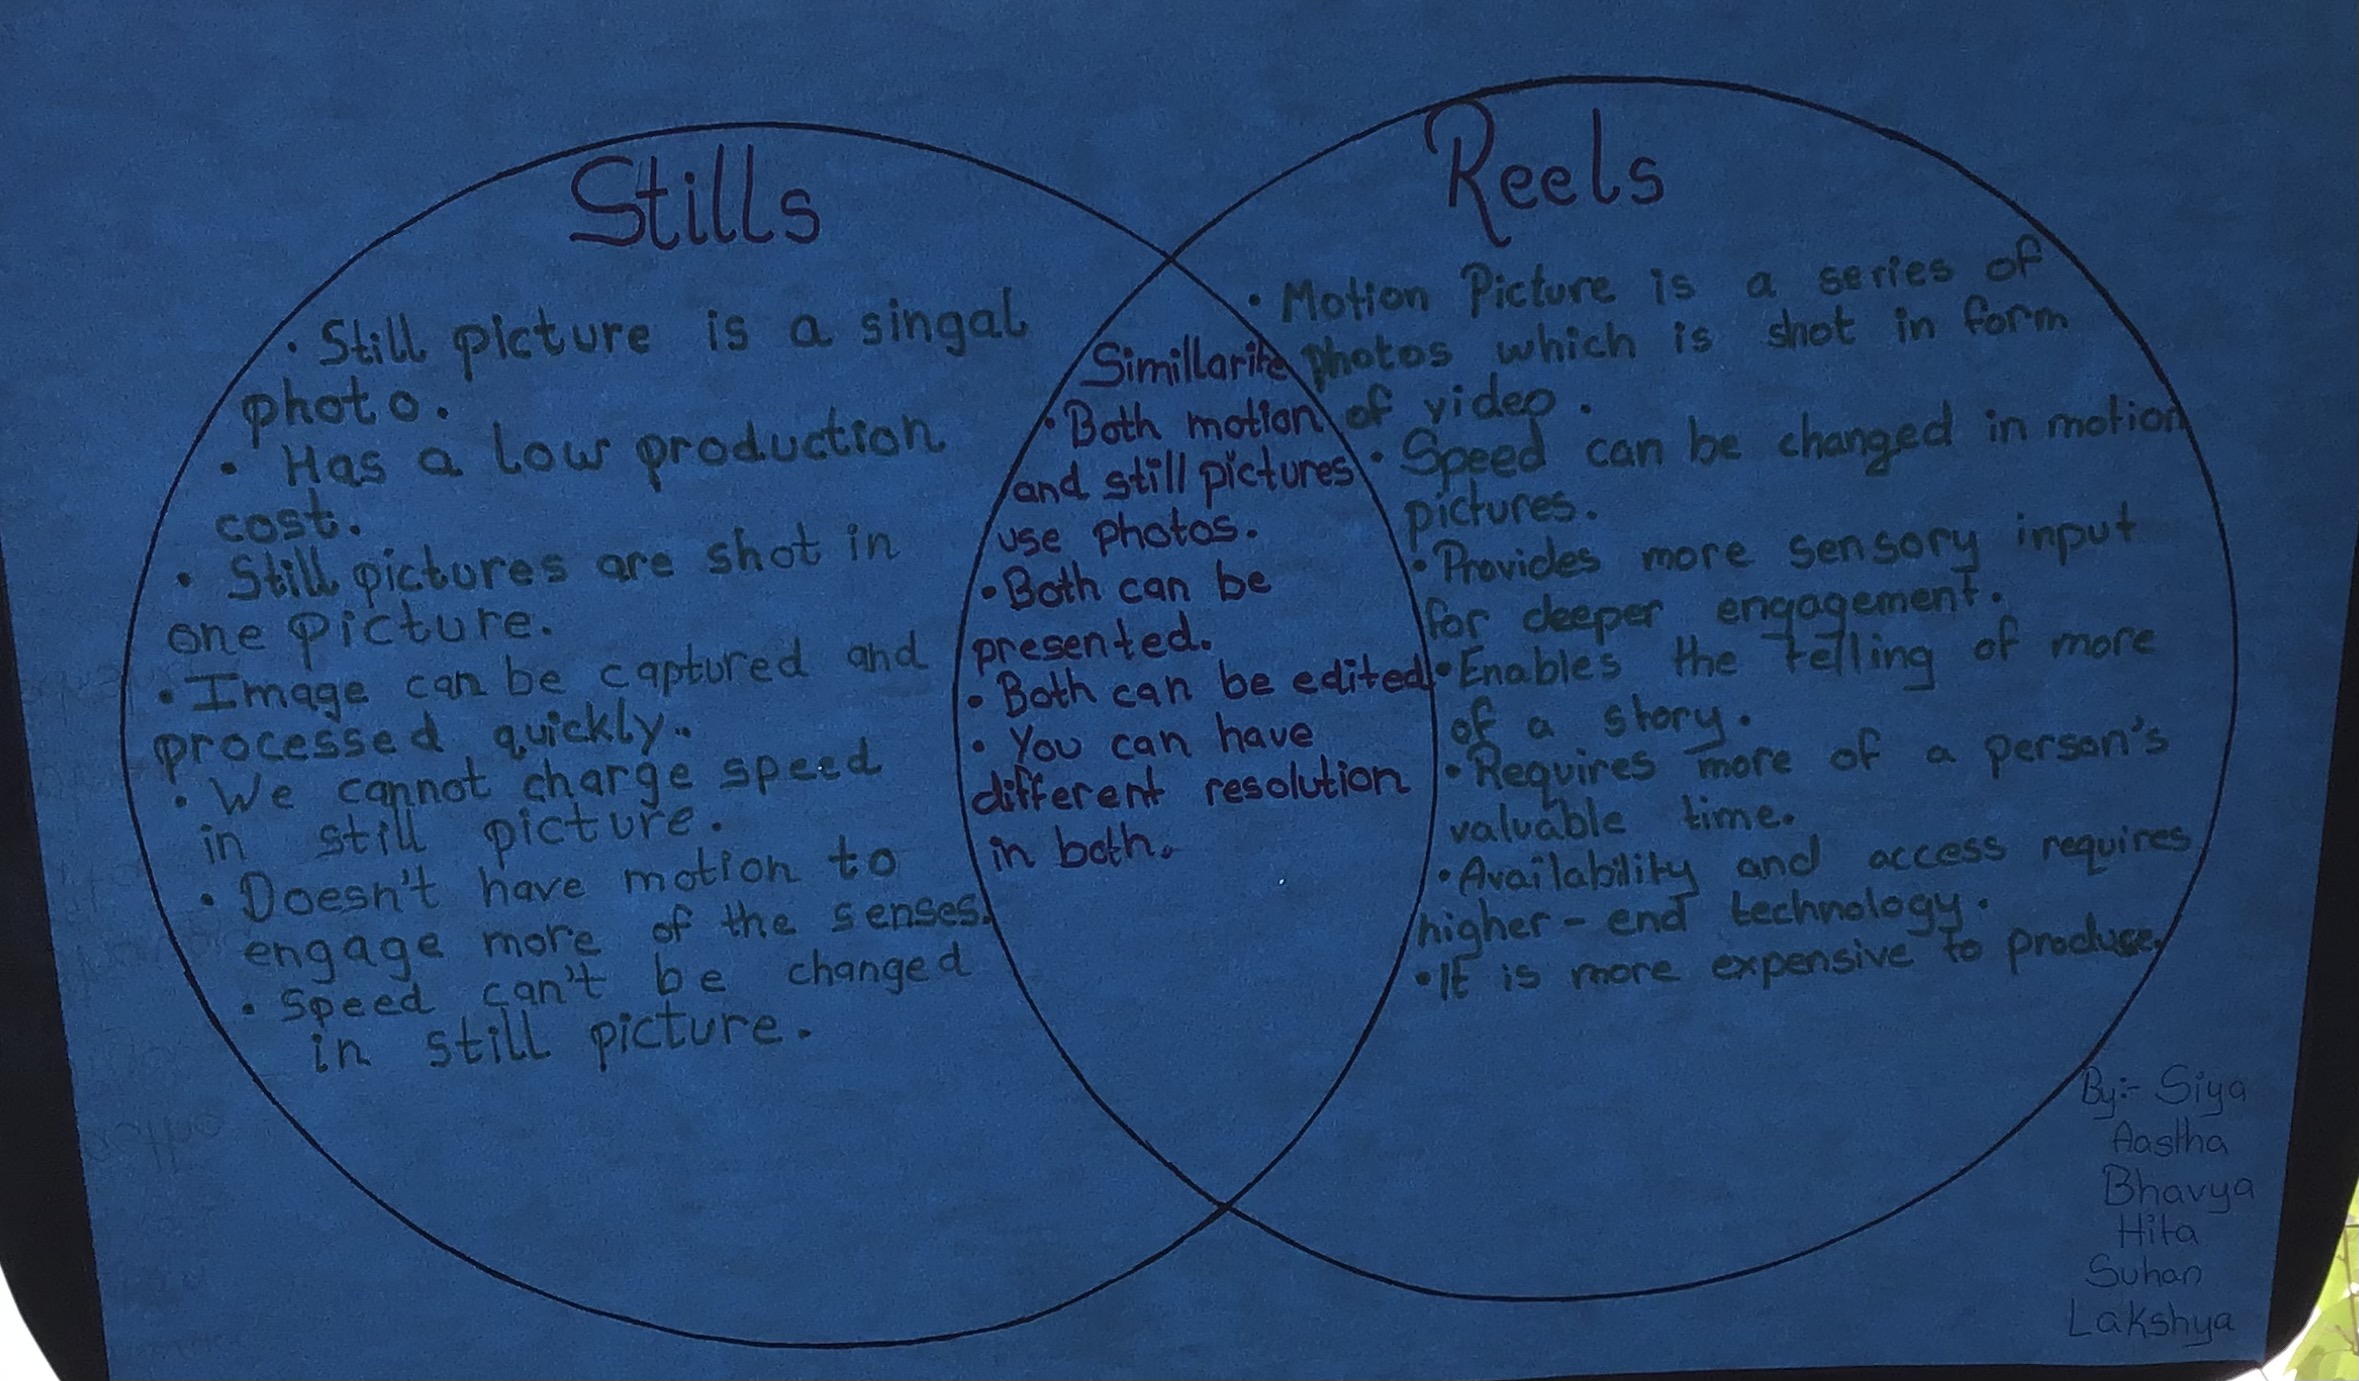 Stills
• Still picture is a singal
photo.
• Has a low production
cost.
• Still pictures are shot in
one picture.
• Image can be captured and
processed quickly.
• We cannot charge speed
in still picture.
• Doesn't have motion to
engage more of the senses.
• Speed can't be changed
in still picture.
Simillarite
• Both motion
and still pictures
use photos.
• Both can be
presented.
• Both can be edited
• You can have
different resolution
in both.
Reels
• Motion Picture is a series of
photos which is shot in form
of video.
• Speed can be changed in motion
pictures.
• Provides more sensory input
for deeper engagement.
• Enables the telling of more
of a story.
• Requires more of a person's
valuable time.
• Availability and access requires
higher-end technology.
• It is more expensive to produce.
By:- Siya
Aastha
Bhavya
Hita
Suhan
Lakshya